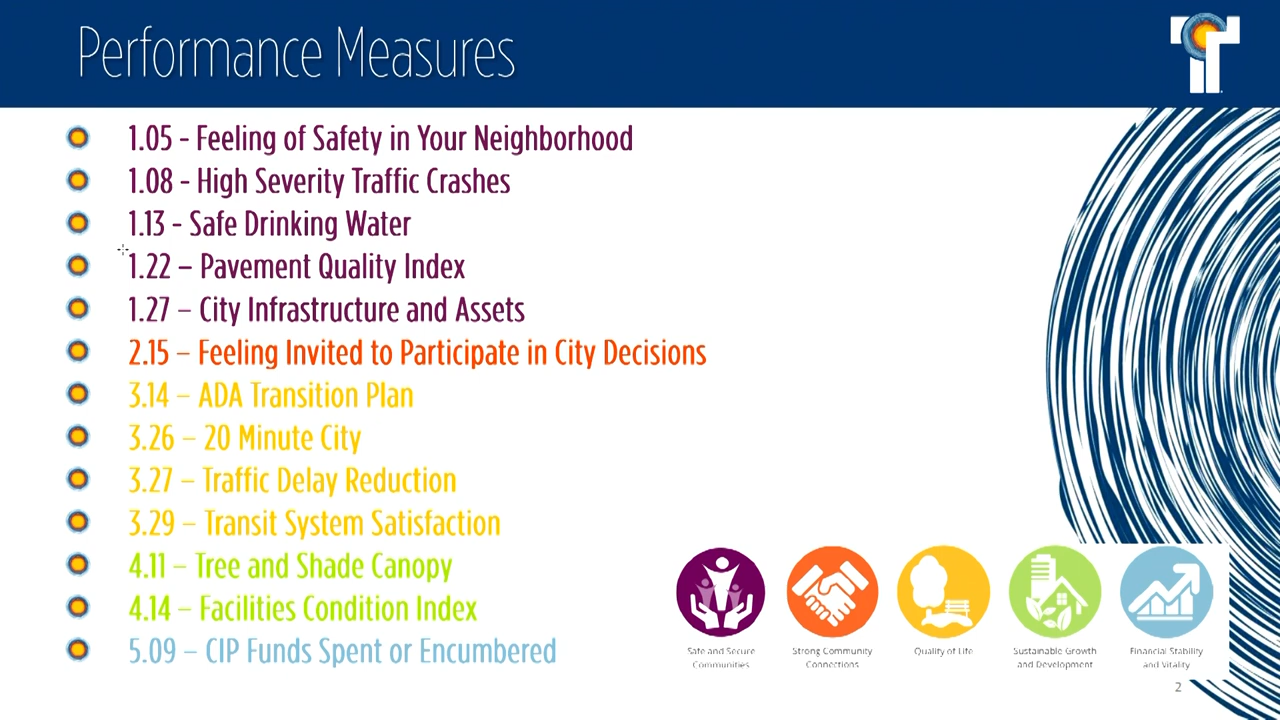 Performance Measures
1.05 - Feeling of Safety in Your Neighborhood
1.08 - High Severity Traffic Crashes
1.13 - Safe Drinking Water
1.22 – Pavement Quality Index
1.27 – City Infrastructure and Assets
2.15 – Feeling Invited to Participate in City Decisions
3.14 – ADA Transition Plan
3.26 – 20 Minute City
3.27 – Traffic Delay Reduction
3.29 – Transit System Satisfaction
4.11 – Tree and Shade Canopy
4.14 – Facilities Condition Index
5.09 – CIP Funds Spent or Encumbered
Safe and Secure
Communities
Strong Community
Connections
Quality of Life
Sustainable Growth
and Development
Financial Stability
and Vitality
2